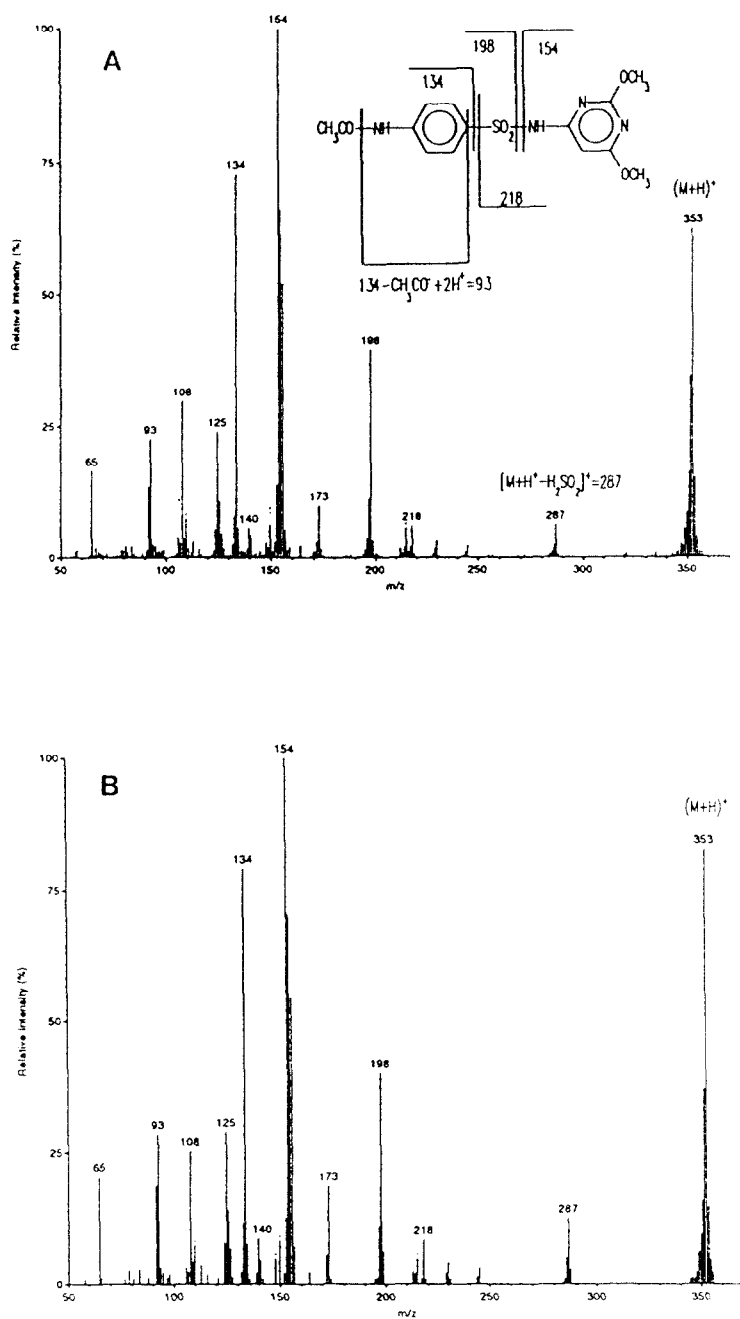 A
100
75
50
25
0
Relative Intensity (%)
50
100
150
200
250
300
350
m/z
65
93
108
125
134
140
154
173
198
218
287
353
(M+H)⁺
[M+H⁺-H₂SO₂]⁺=287
198
154
134
218
CH₃CO
NH
SO₂
NH
N
N
OCH₃
OCH₃
134-CH₃CO⁻+2H⁺=93
B
100
75
50
25
0
Relative Intensity (%)
50
100
150
200
250
300
350
m/z
65
93
108
125
134
140
154
173
198
218
287
353
(M+H)⁺